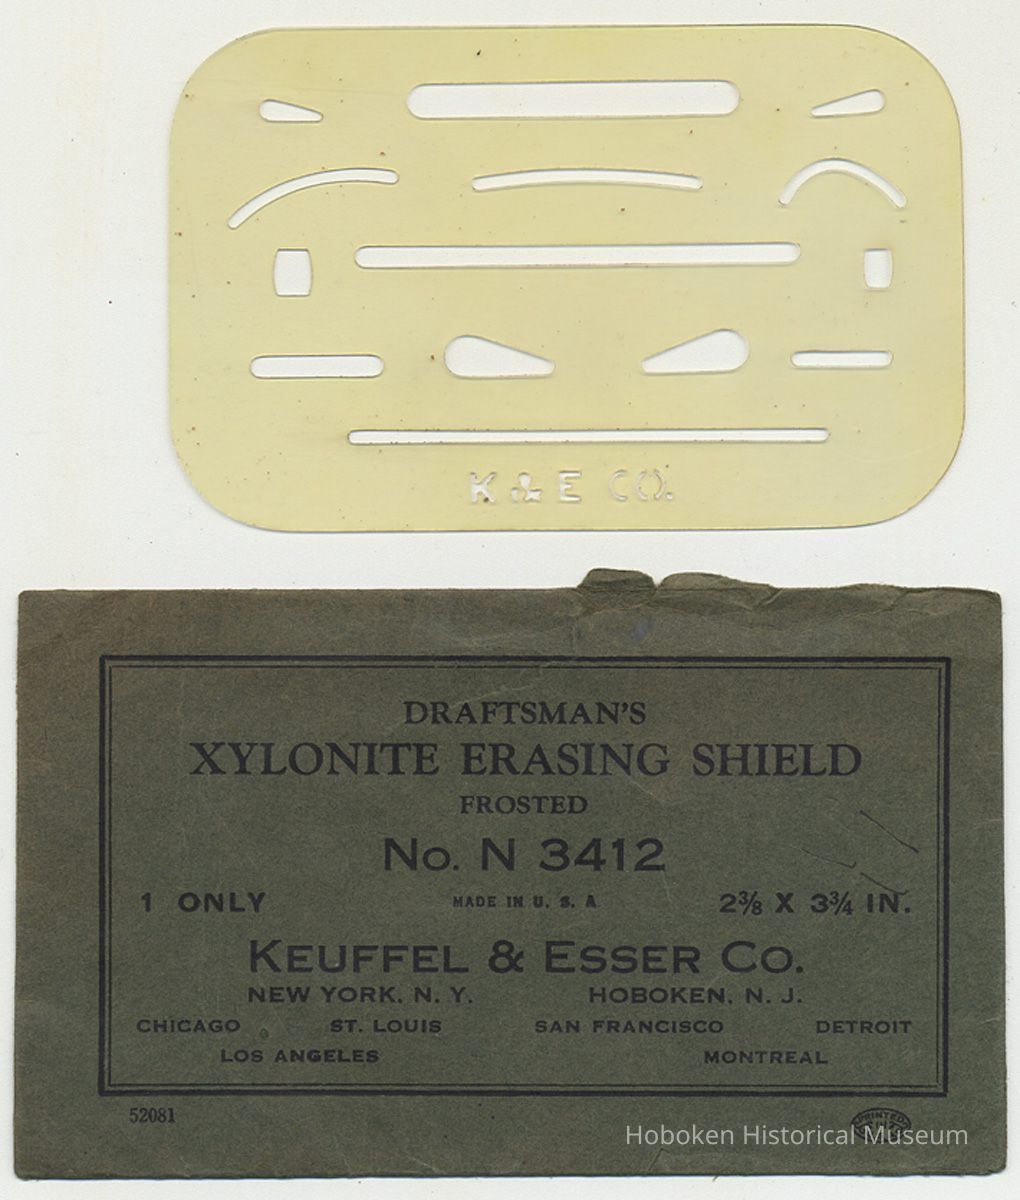 K & E CO.
DRAFTSMAN'S
XYLONITE ERASING SHIELD
FROSTED
No. N 3412
1 ONLY MADE IN U. S. A 2⅜ X 3¾ IN.
KEUFFEL & ESSER CO.
NEW YORK, N. Y. HOBOKEN, N. J.
CHICAGO ST. LOUIS SAN FRANCISCO DETROIT
LOS ANGELES MONTREAL
52081
PRINTED
Hoboken Historical Museum